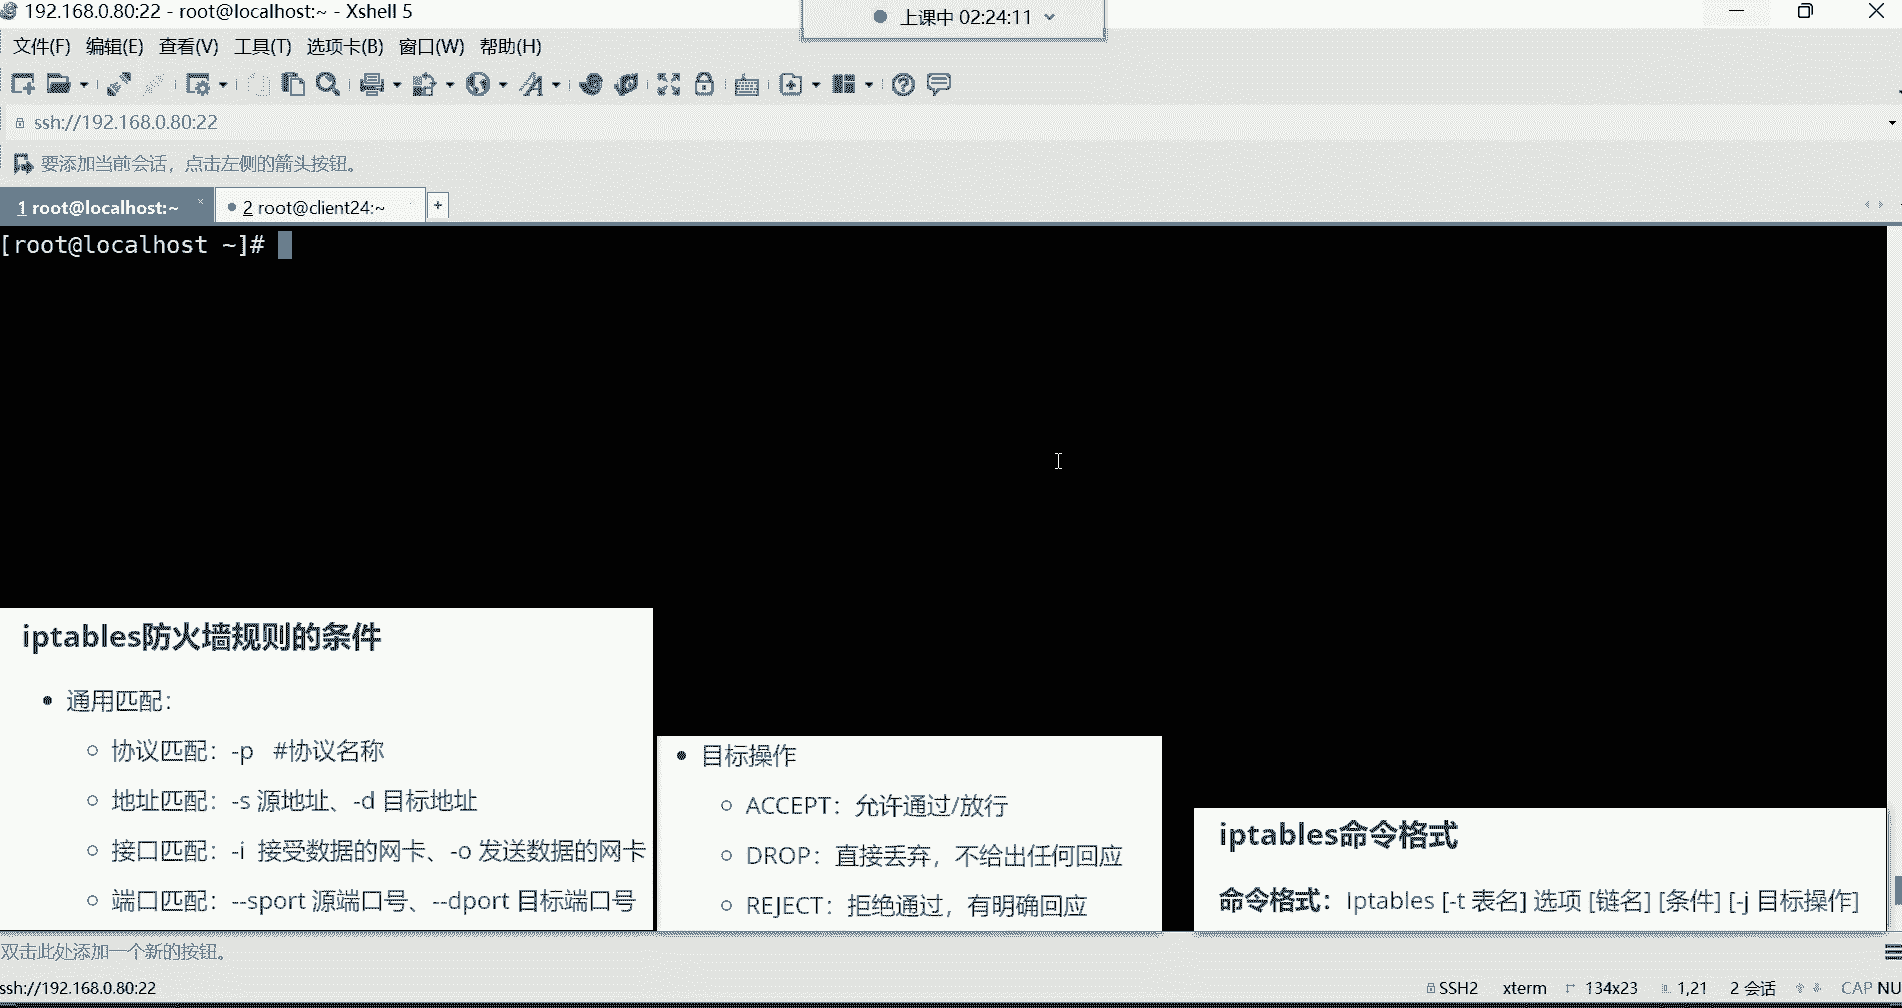 192.168.0.80:22 - root@localhost:~ - Xshell 5
上课中 02:24:11
文件(F) 编辑(E) 查看(V) 工具(T) 选项卡(B) 窗口(W) 帮助(H)
ssh://192.168.0.80:22
要添加当前会话，点击左侧的箭头按钮。
1 root@localhost:~ 2 root@client24:~
[root@localhost ~]#
iptables防火墙规则的条件
通用匹配：
协议匹配：-p #协议名称
地址匹配：-s 源地址、-d 目标地址
接口匹配：-i 接受数据的网卡、-o 发送数据的网卡
端口匹配：--sport 源端口号、--dport 目标端口号
目标操作
ACCEPT：允许通过/放行
DROP：直接丢弃，不给出任何回应
REJECT：拒绝通过，有明确回应
iptables命令格式
命令格式：Iptables [-t 表名] 选项 [链名] [条件] [-j 目标操作]
双击此处添加一个新的按钮。
ssh://192.168.0.80:22 SSH2 xterm 134x23 1,21 2 会话 CAP NU